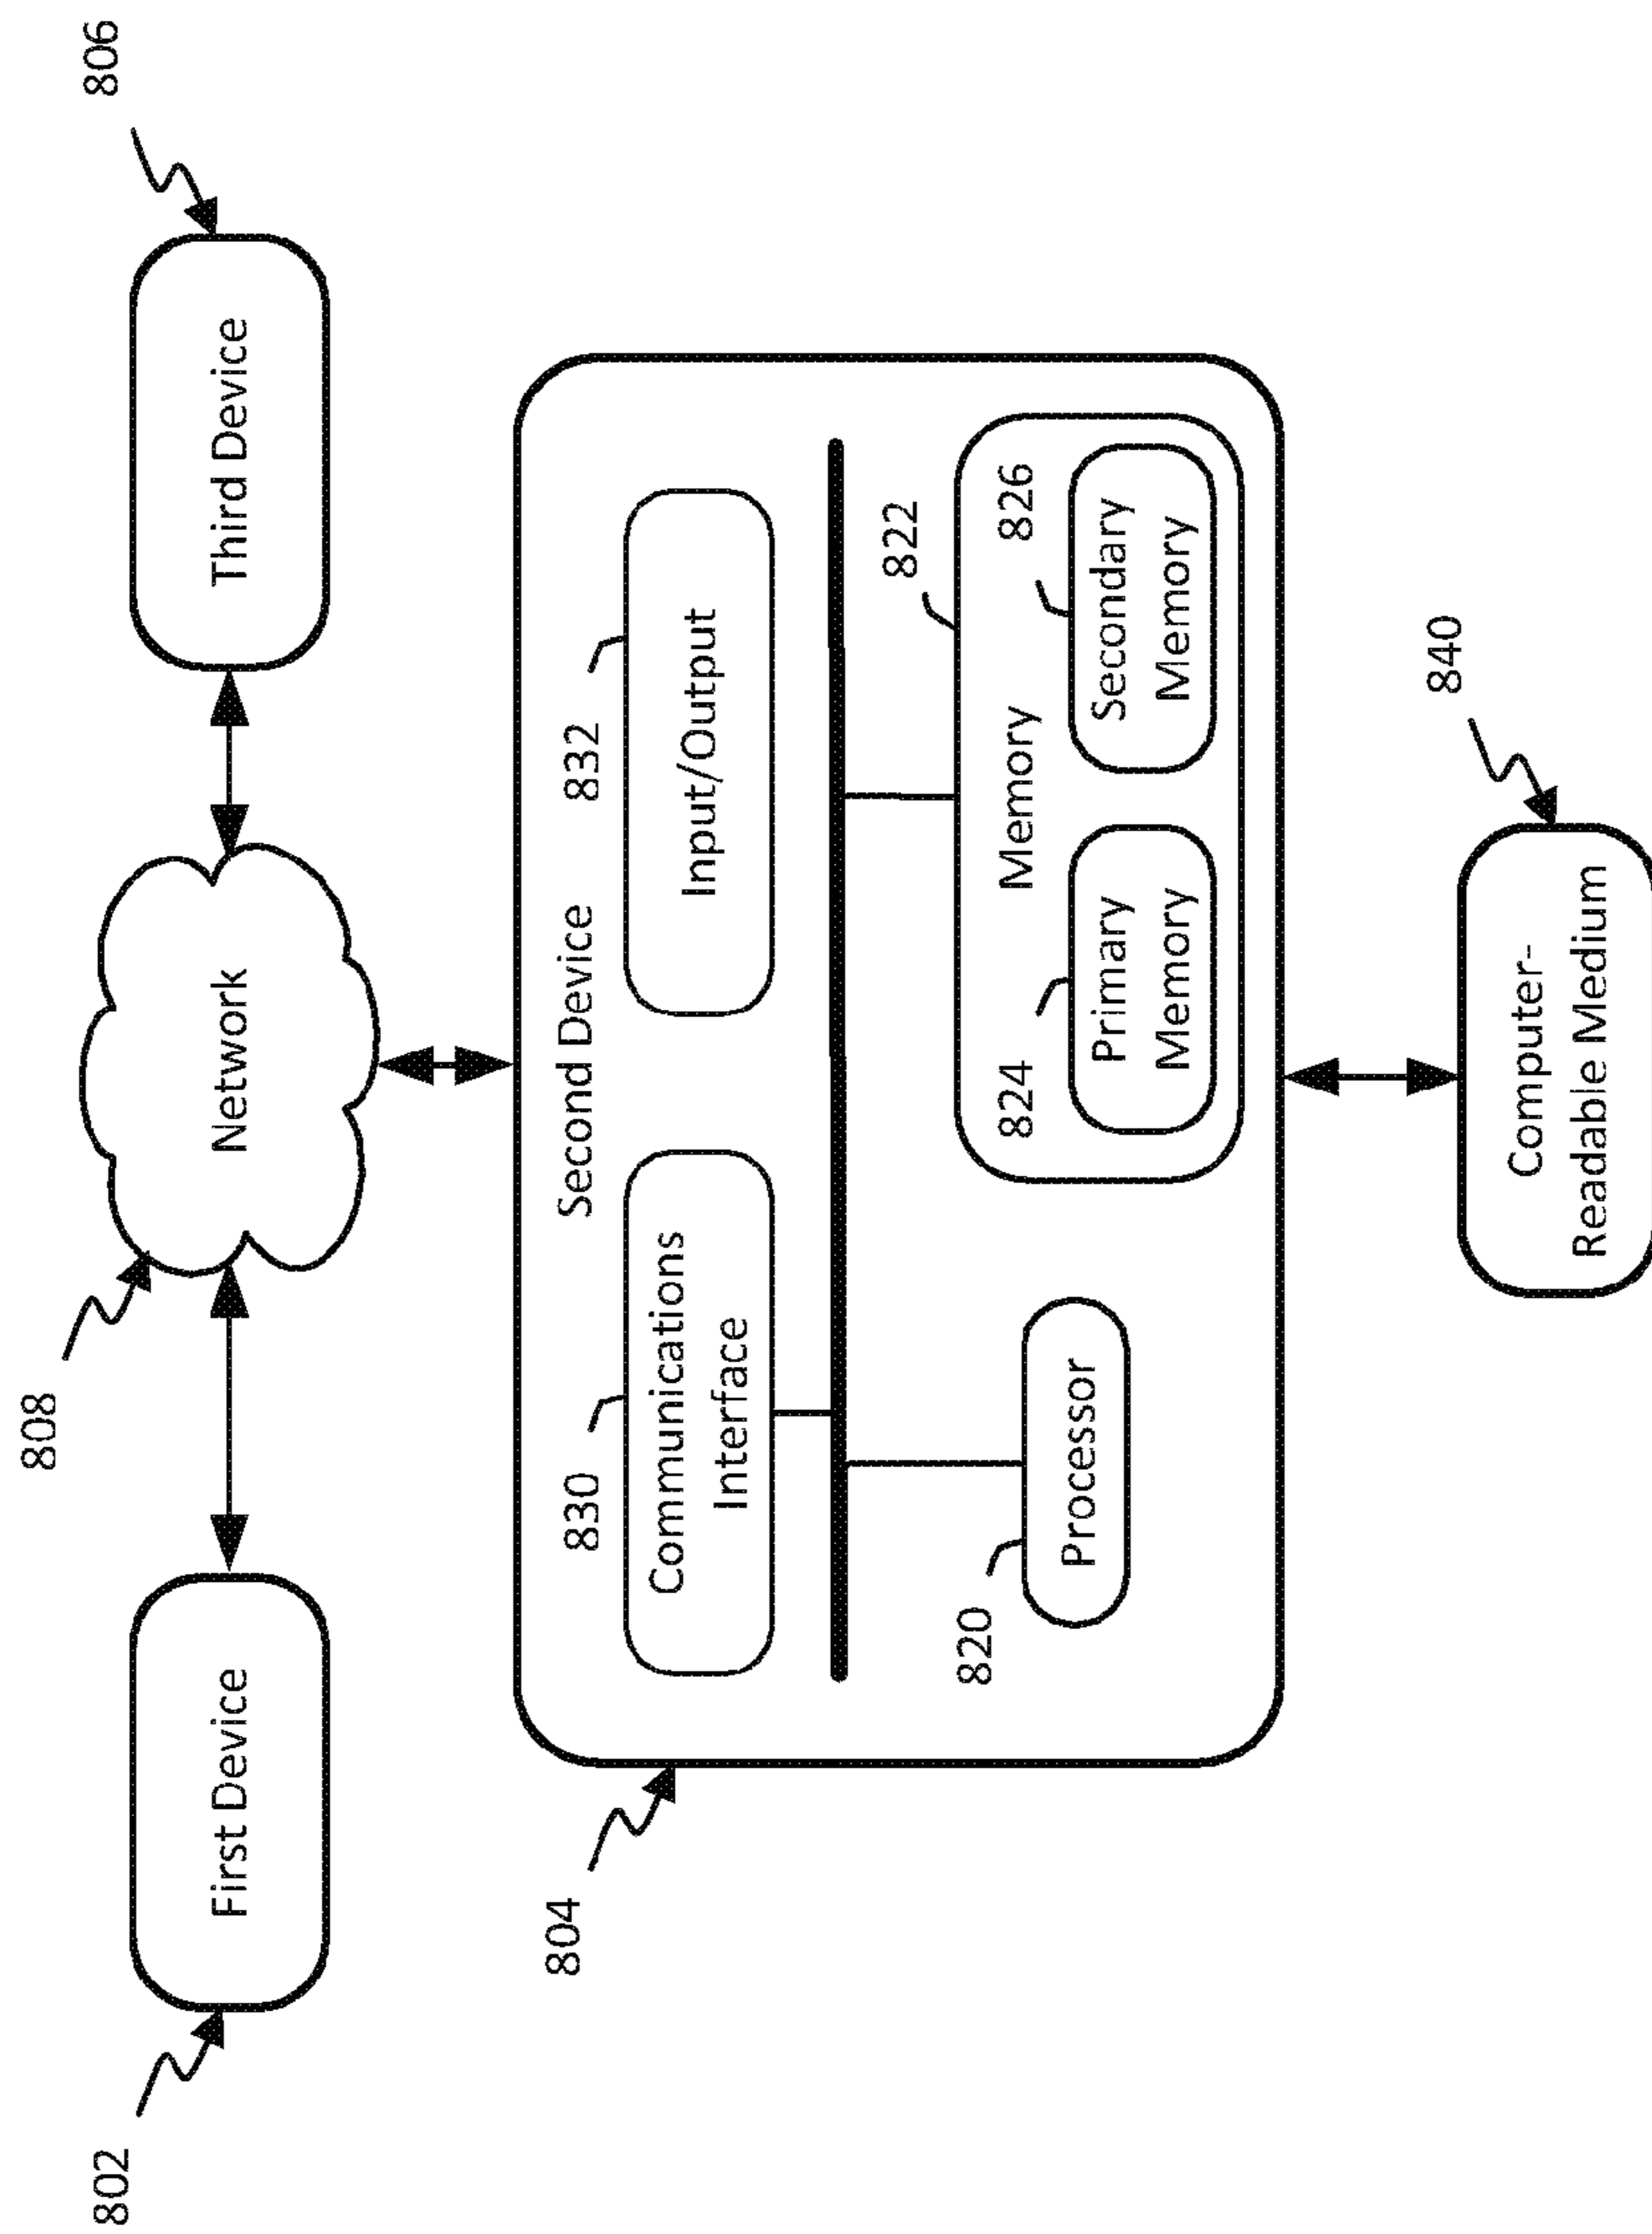 802
First Device
808
Network
Third Device
806
804
Second Device
830
Communications
Interface
832
Input/Output
820
Processor
822
Memory
824
Primary
Memory
826
Secondary
Memory
840
Computer-
Readable Medium